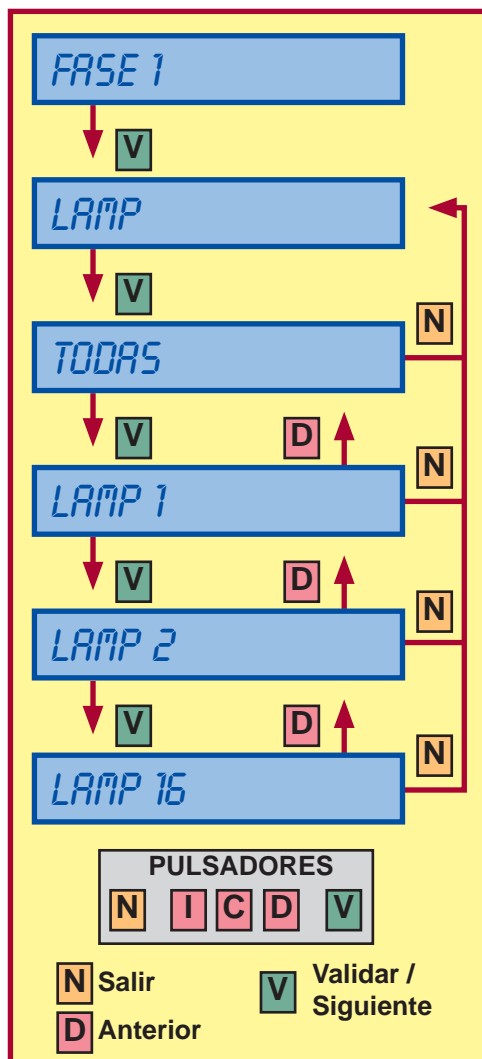 FASE 1
V
LAMP
V
N
TODAS
V
D
N
LAMP 1
V
D
N
LAMP 2
V
D
N
LAMP 16
PULSADORES
N I C D V
N Salir
V Validar / Siguiente
D Anterior